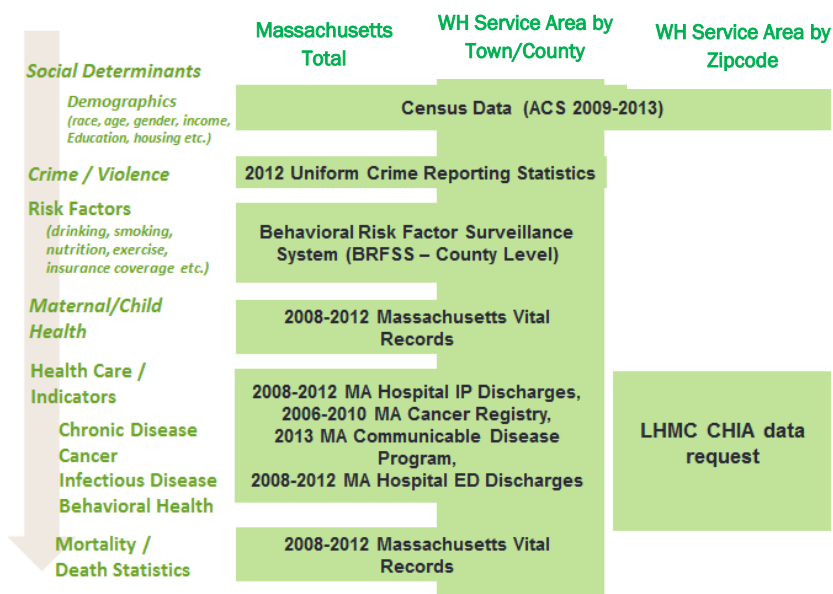 Massachusetts
Total
WH Service Area by
Town/County
WH Service Area by
Zipcode
Social Determinants
Demographics
(race, age, gender, income,
Education, housing etc.)
Census Data (ACS 2009-2013)
Crime / Violence
2012 Uniform Crime Reporting Statistics
Risk Factors
(drinking, smoking,
nutrition, exercise,
insurance coverage etc.)
Behavioral Risk Factor Surveillance
System (BRFSS – County Level)
Maternal/Child
Health
2008-2012 Massachusetts Vital
Records
Health Care /
Indicators
Chronic Disease
Cancer
Infectious Disease
Behavioral Health
2008-2012 MA Hospital IP Discharges,
2006-2010 MA Cancer Registry,
2013 MA Communicable Disease
Program,
2008-2012 MA Hospital ED Discharges
LHMC CHIA data
request
Mortality /
Death Statistics
2008-2012 Massachusetts Vital
Records